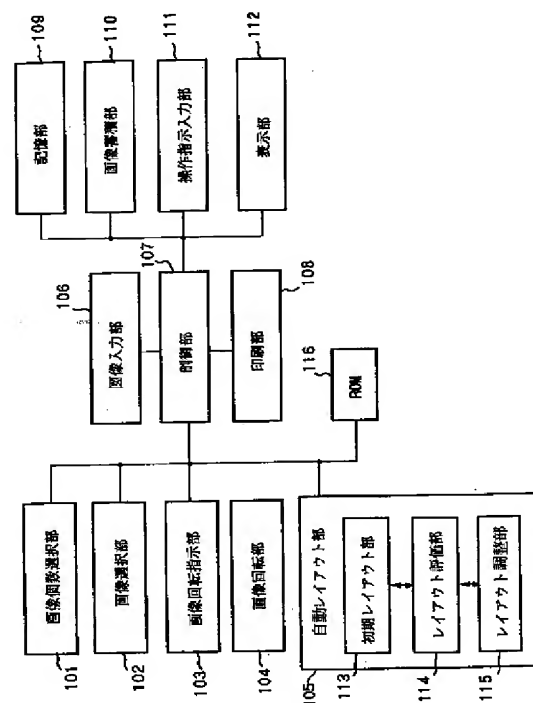 画像個数選択部
101
画像選択部
102
画像回転指示部
103
画像回転部
104
自動レイアウト部
105
初期レイアウト部
113
レイアウト評価部
114
レイアウト調整部
115
画像入力部
106
制御部
107
印刷部
108
ROM
116
記憶部
109
画像蓄積部
110
操作指示入力部
111
表示部
112